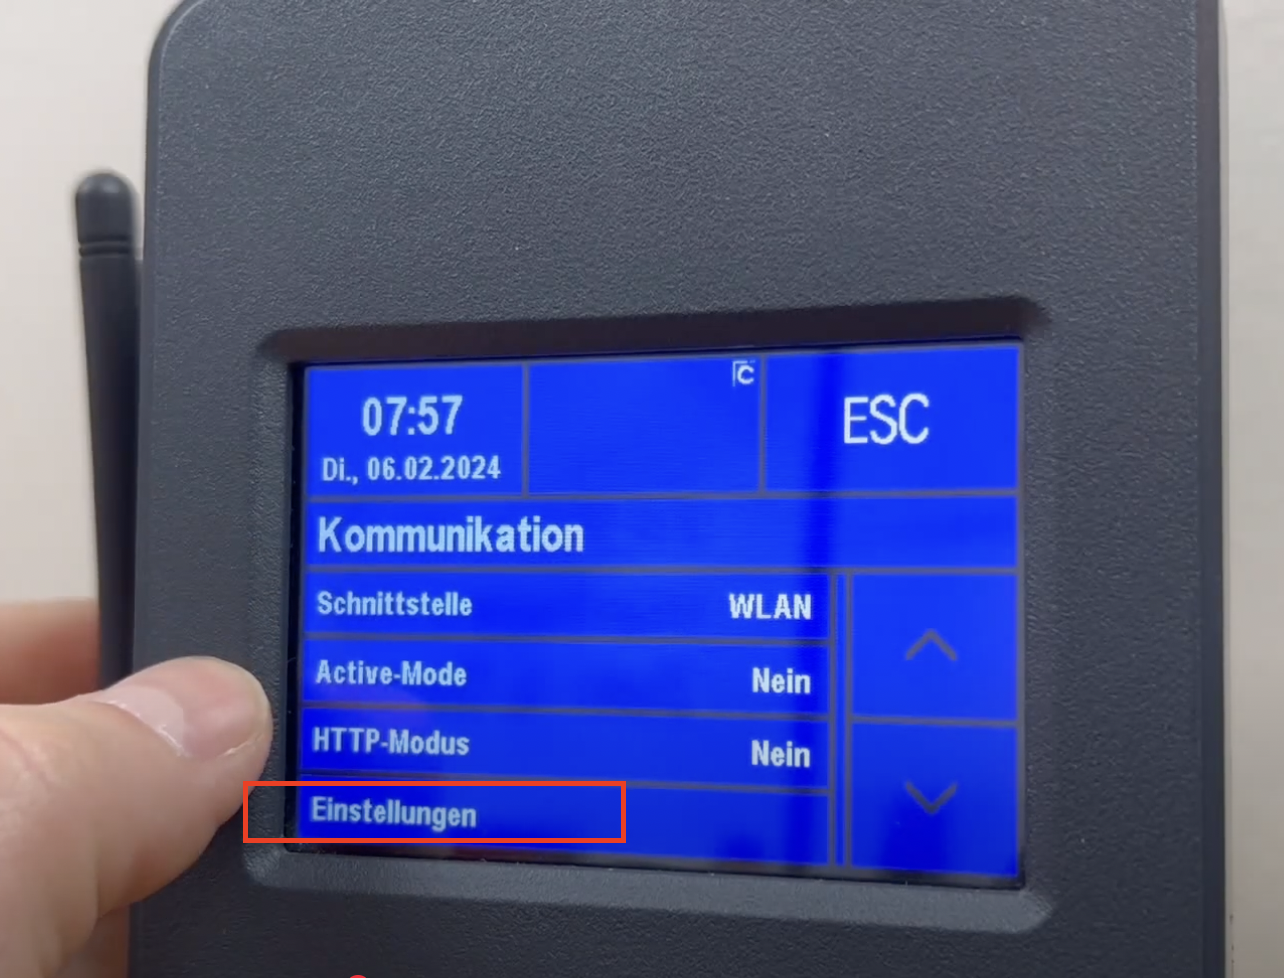 07:57
Di., 06.02.2024
C
ESC
Kommunikation
Schnittstelle WLAN
Active-Mode Nein
HTTP-Modus Nein
Einstellungen